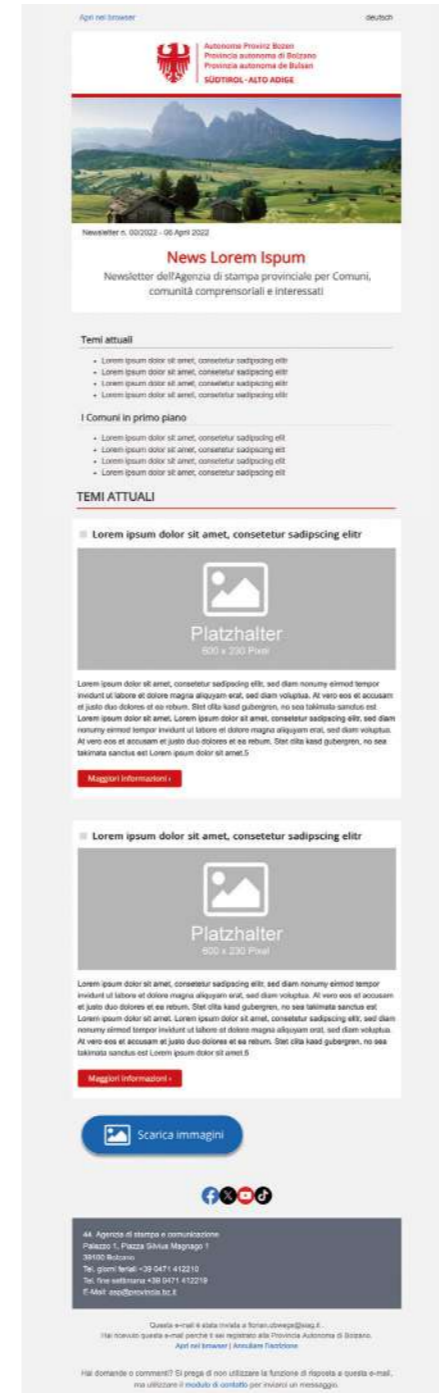 Apri nel browser
deutsch
Autonome Provinz Bozen
Provincia autonoma di Bolzano
Provinzia autonoma de Bulsan
SÜDTIROL - ALTO ADIGE
Newsletter n. 00/2022 - 06 April 2022
News Lorem Ispum
Newsletter dell'Agenzia di stampa provinciale per Comuni,
comunità comprensoriali e interessati
Temi attuali
Lorem ipsum dolor sit amet, consetetur sadipscing elitr
Lorem ipsum dolor sit amet, consetetur sadipscing elitr
Lorem ipsum dolor sit amet, consetetur sadipscing elitr
Lorem ipsum dolor sit amet, consetetur sadipscing elitr
I Comuni in primo piano
Lorem ipsum dolor sit amet, consetetur sadipscing elit
Lorem ipsum dolor sit amet, consetetur sadipscing elit
Lorem ipsum dolor sit amet, consetetur sadipscing elit
Lorem ipsum dolor sit amet, consetetur sadipscing elit
TEMI ATTUALI
Lorem ipsum dolor sit amet, consetetur sadipscing elitr
Platzhalter
600 x 230 Pixel
Lorem ipsum dolor sit amet, consetetur sadipscing elitr, sed diam nonumy eirmod tempor
invidunt ut labore et dolore magna aliquyam erat, sed diam voluptua. At vero eos et accusam
et justo duo dolores et ea rebum. Stet clita kasd gubergren, no sea takimata sanctus est
Lorem ipsum dolor sit amet. Lorem ipsum dolor sit amet, consetetur sadipscing elitr, sed diam
nonumy eirmod tempor invidunt ut labore et dolore magna aliquyam erat, sed diam voluptua.
At vero eos et accusam et justo duo dolores et ea rebum. Stet clita kasd gubergren, no sea
takimata sanctus est Lorem ipsum dolor sit amet.5
Maggiori informazioni ›
Lorem ipsum dolor sit amet, consetetur sadipscing elitr
Platzhalter
600 x 230 Pixel
Lorem ipsum dolor sit amet, consetetur sadipscing elitr, sed diam nonumy eirmod tempor
invidunt ut labore et dolore magna aliquyam erat, sed diam voluptua. At vero eos et accusam
et justo duo dolores et ea rebum. Stet clita kasd gubergren, no sea takimata sanctus est
Lorem ipsum dolor sit amet. Lorem ipsum dolor sit amet, consetetur sadipscing elitr, sed diam
nonumy eirmod tempor invidunt ut labore et dolore magna aliquyam erat, sed diam voluptua.
At vero eos et accusam et justo duo dolores et ea rebum. Stet clita kasd gubergren, no sea
takimata sanctus est Lorem ipsum dolor sit amet.6
Maggiori informazioni ›
Scarica immagini
44. Agenzia di stampa e comunicazione
Palazzo 1, Piazza Silvius Magnago 1
39100 Bolzano
Tel. giorni feriali +39 0471 412210
Tel. fine settimana +39 0471 412219
E-Mail: asp@provincia.bz.it
Questa e-mail è stata inviata a florian.obwegs@siag.it .
Hai ricevuto questa e-mail perché ti sei registrato alla Provincia Autonoma di Bolzano.
Apri nel browser | Annullare l'iscrizione
Hai domande o commenti? Si prega di non utilizzare la funzione di risposta a questa e-mail,
ma utilizzare il modulo di contatto per inviarci un messaggio.